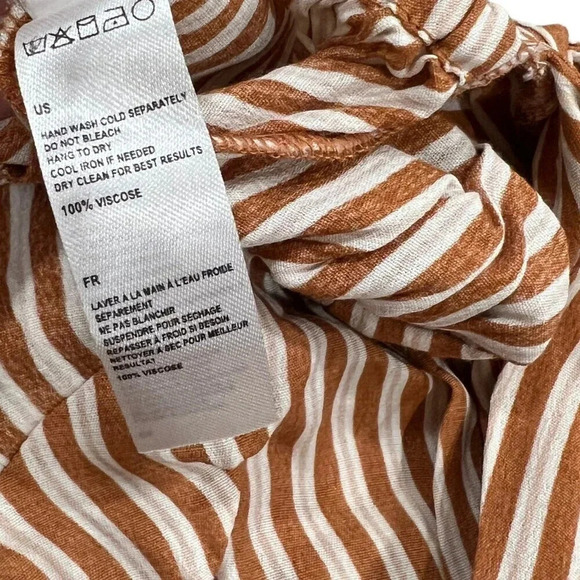 US
HAND WASH COLD SEPARATELY
DO NOT BLEACH
HANG TO DRY
COOL IRON IF NEEDED
DRY CLEAN FOR BEST RESULTS
100% VISCOSE
FR
LAVER A LA MAIN À L'EAU FROIDE
SÉPAREMENT
NE PAS BLANCHIR
SUSPENDRE POUR SÉCHAGE
REPASSER À FROID SI BESOIN
NETTOYER A SEC POUR MEILLEUR
RESULTAT
100% VISCOSE